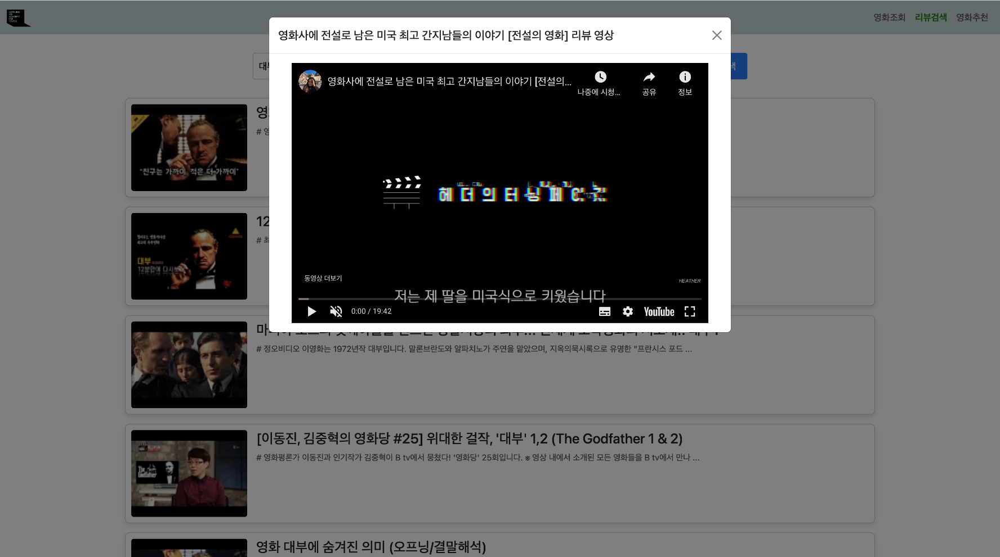 SAMSUNG
SW
ACADEMY
FOR
YOUTH
영화조회 리뷰검색 영화추천
영화사에 전설로 남은 미국 최고 간지남들의 이야기 [전설의 영화] 리뷰 영상
영화사에 전설로 남은 미국 최고 간지남들의 이야기 [전설의...
나중에 시청...
공유
정보
헤더의터닝페이지
동영상 더보기
HEATHER
저는 제 딸을 미국식으로 키웠습니다
0:00 / 19:42
YouTube
"친구는 가까이, 적은 더 가까이"
12
대부
12분만에 다시보기
# 정오비디오 이영화는 1972년작 대부입니다. 말론브란도와 알파치노가 주연을 맡았으며, 지옥의묵시록으로 유명한 "프란시스 포드 ...
[이동진, 김중혁의 영화당 #25] 위대한 걸작, '대부' 1,2 (The Godfather 1 & 2)
# 영화평론가 이동진과 인기작가 김중혁이 B tv에서 뭉쳤다! '영화당' 25회입니다. ※ 영상 내에서 소개된 모든 영화들을 B tv에서 만나 ...
The Godfather
영화 대부에 숨겨진 의미 (오프닝/결말해석)